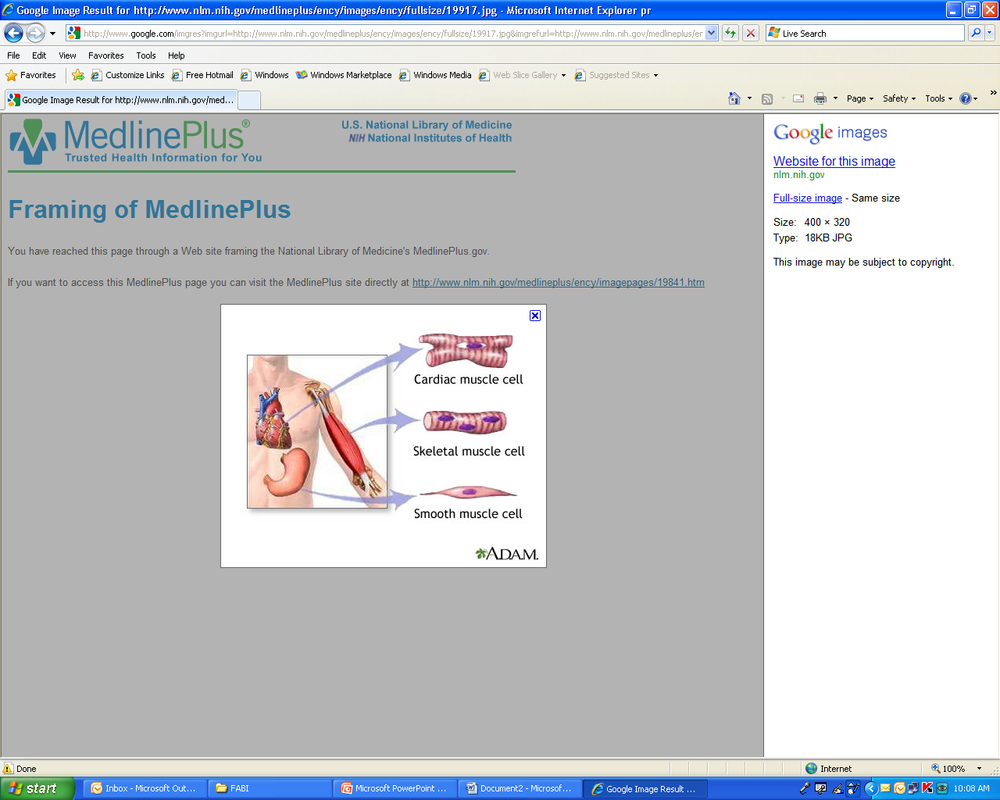 Google Image Result for http://www.nlm.nih.gov/medlineplus/ency/images/ency/fullsize/19917.jpg - Microsoft Internet Explorer pr
http://www.google.com/imgres?imgurl=http://www.nlm.nih.gov/medlineplus/ency/images/ency/fullsize/19917.jpg&imgrefurl=http://www.nlm.nih.gov/medlineplus/er
Live Search
File Edit View Favorites Tools Help
Favorites Customize Links Free Hotmail Windows Windows Marketplace Windows Media Web Slice Gallery Suggested Sites
Google Image Result for http://www.nlm.nih.gov/med...
Page Safety Tools
MedlinePlus®
Trusted Health Information for You
U.S. National Library of Medicine
NIH National Institutes of Health
Framing of MedlinePlus
You have reached this page through a Web site framing the National Library of Medicine's MedlinePlus.gov.
If you want to access this MedlinePlus page you can visit the MedlinePlus site directly at http://www.nlm.nih.gov/medlineplus/ency/imagepages/19841.htm
Cardiac muscle cell
Skeletal muscle cell
Smooth muscle cell
A.D.A.M.
Google images
Website for this image
nlm.nih.gov
Full-size image - Same size
Size: 400 × 320
Type: 18KB JPG
This image may be subject to copyright.
Done
Internet
100%
start
Inbox - Microsoft Out...
FABI
Microsoft PowerPoint ...
Document2 - Microsof...
Google Image Result ...
10:08 AM